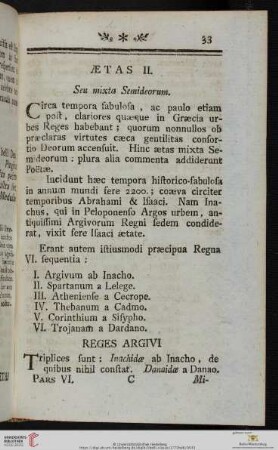 33
ÆTAS II.
Seu mixta Semideorum.
Circa tempora fabulosa, ac paulo etiam
post, clariores quæque in Græcia ur-
bes Reges habebant; quorum nonnullos ob
præclaras virtutes cæca gentilitas consor-
tio Deorum accensuit. Hinc ætas mixta Se-
mideorum: plura alia commenta addiderunt
Poëtæ.
Incidunt hæc tempora historico-fabulosa
in annum mundi fere 2200.; coæva circiter
temporibus Abrahami & Isaaci. Nam Ina-
chus, qui in Peloponeso Argos urbem, an-
tiquissimi Argivorum Regni sedem condide-
rat, vixit fere Isaaci ætate.
Erant autem istiusmodi præcipua Regna
VI. sequentia:
I. Argivum ab Inacho.
II. Spartanum a Lelege.
III. Atheniense a Cecrope.
IV. Thebanum a Cadmo.
V. Corinthium a Sisypho.
VI. Trojanam a Dardano.
REGES ARGIVI
Triplices sunt: Inachidæ ab Inacho, de
quibus nihil constat. Danaidæ a Danao.
PARS VI. C Mi-